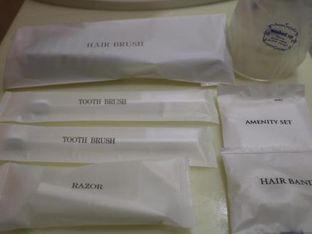 HAIR BRUSH
TOOTH BRUSH
TOOTH BRUSH
RAZOR
AMENITY SET
HAIR BAND